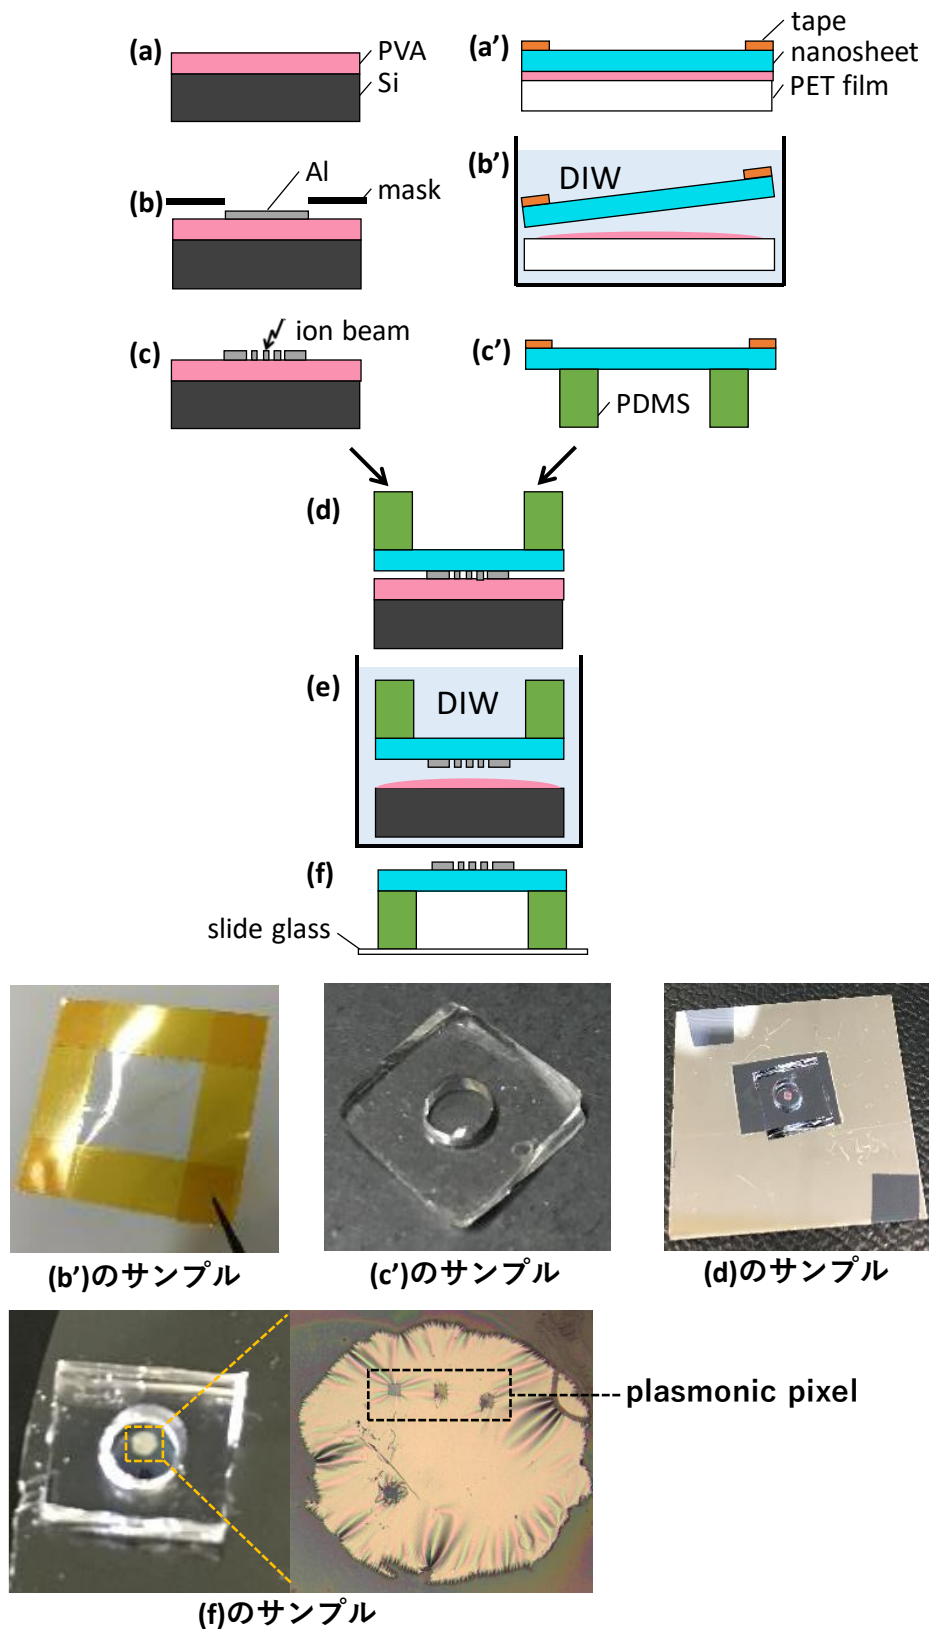 (a)
PVA
Si
(a')
tape
nanosheet
PET film
(b)
Al
mask
(b')
DIW
(c)
ion beam
(c')
PDMS
(d)
(e)
DIW
(f)
slide glass
(b')のサンプル
(c')のサンプル
(d)のサンプル
plasmonic pixel
(f)のサンプル